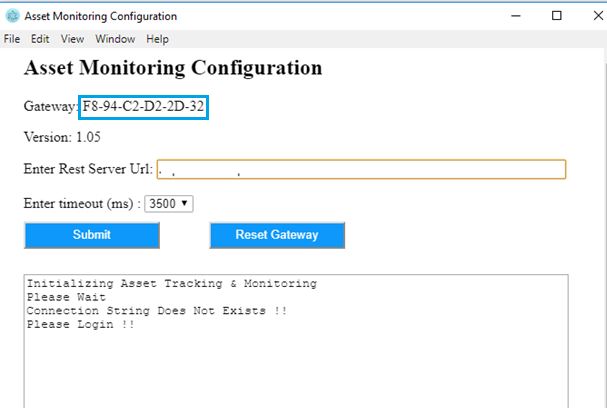 Asset Monitoring Configuration
File Edit View Window Help
Asset Monitoring Configuration
Gateway: F8-94-C2-D2-2D-32
Version: 1.05
Enter Rest Server Url:
Enter timeout (ms) : 3500
Submit Reset Gateway
Initializing Asset Tracking & Monitoring
Please Wait
Connection String Does Not Exists !!
Please Login !!